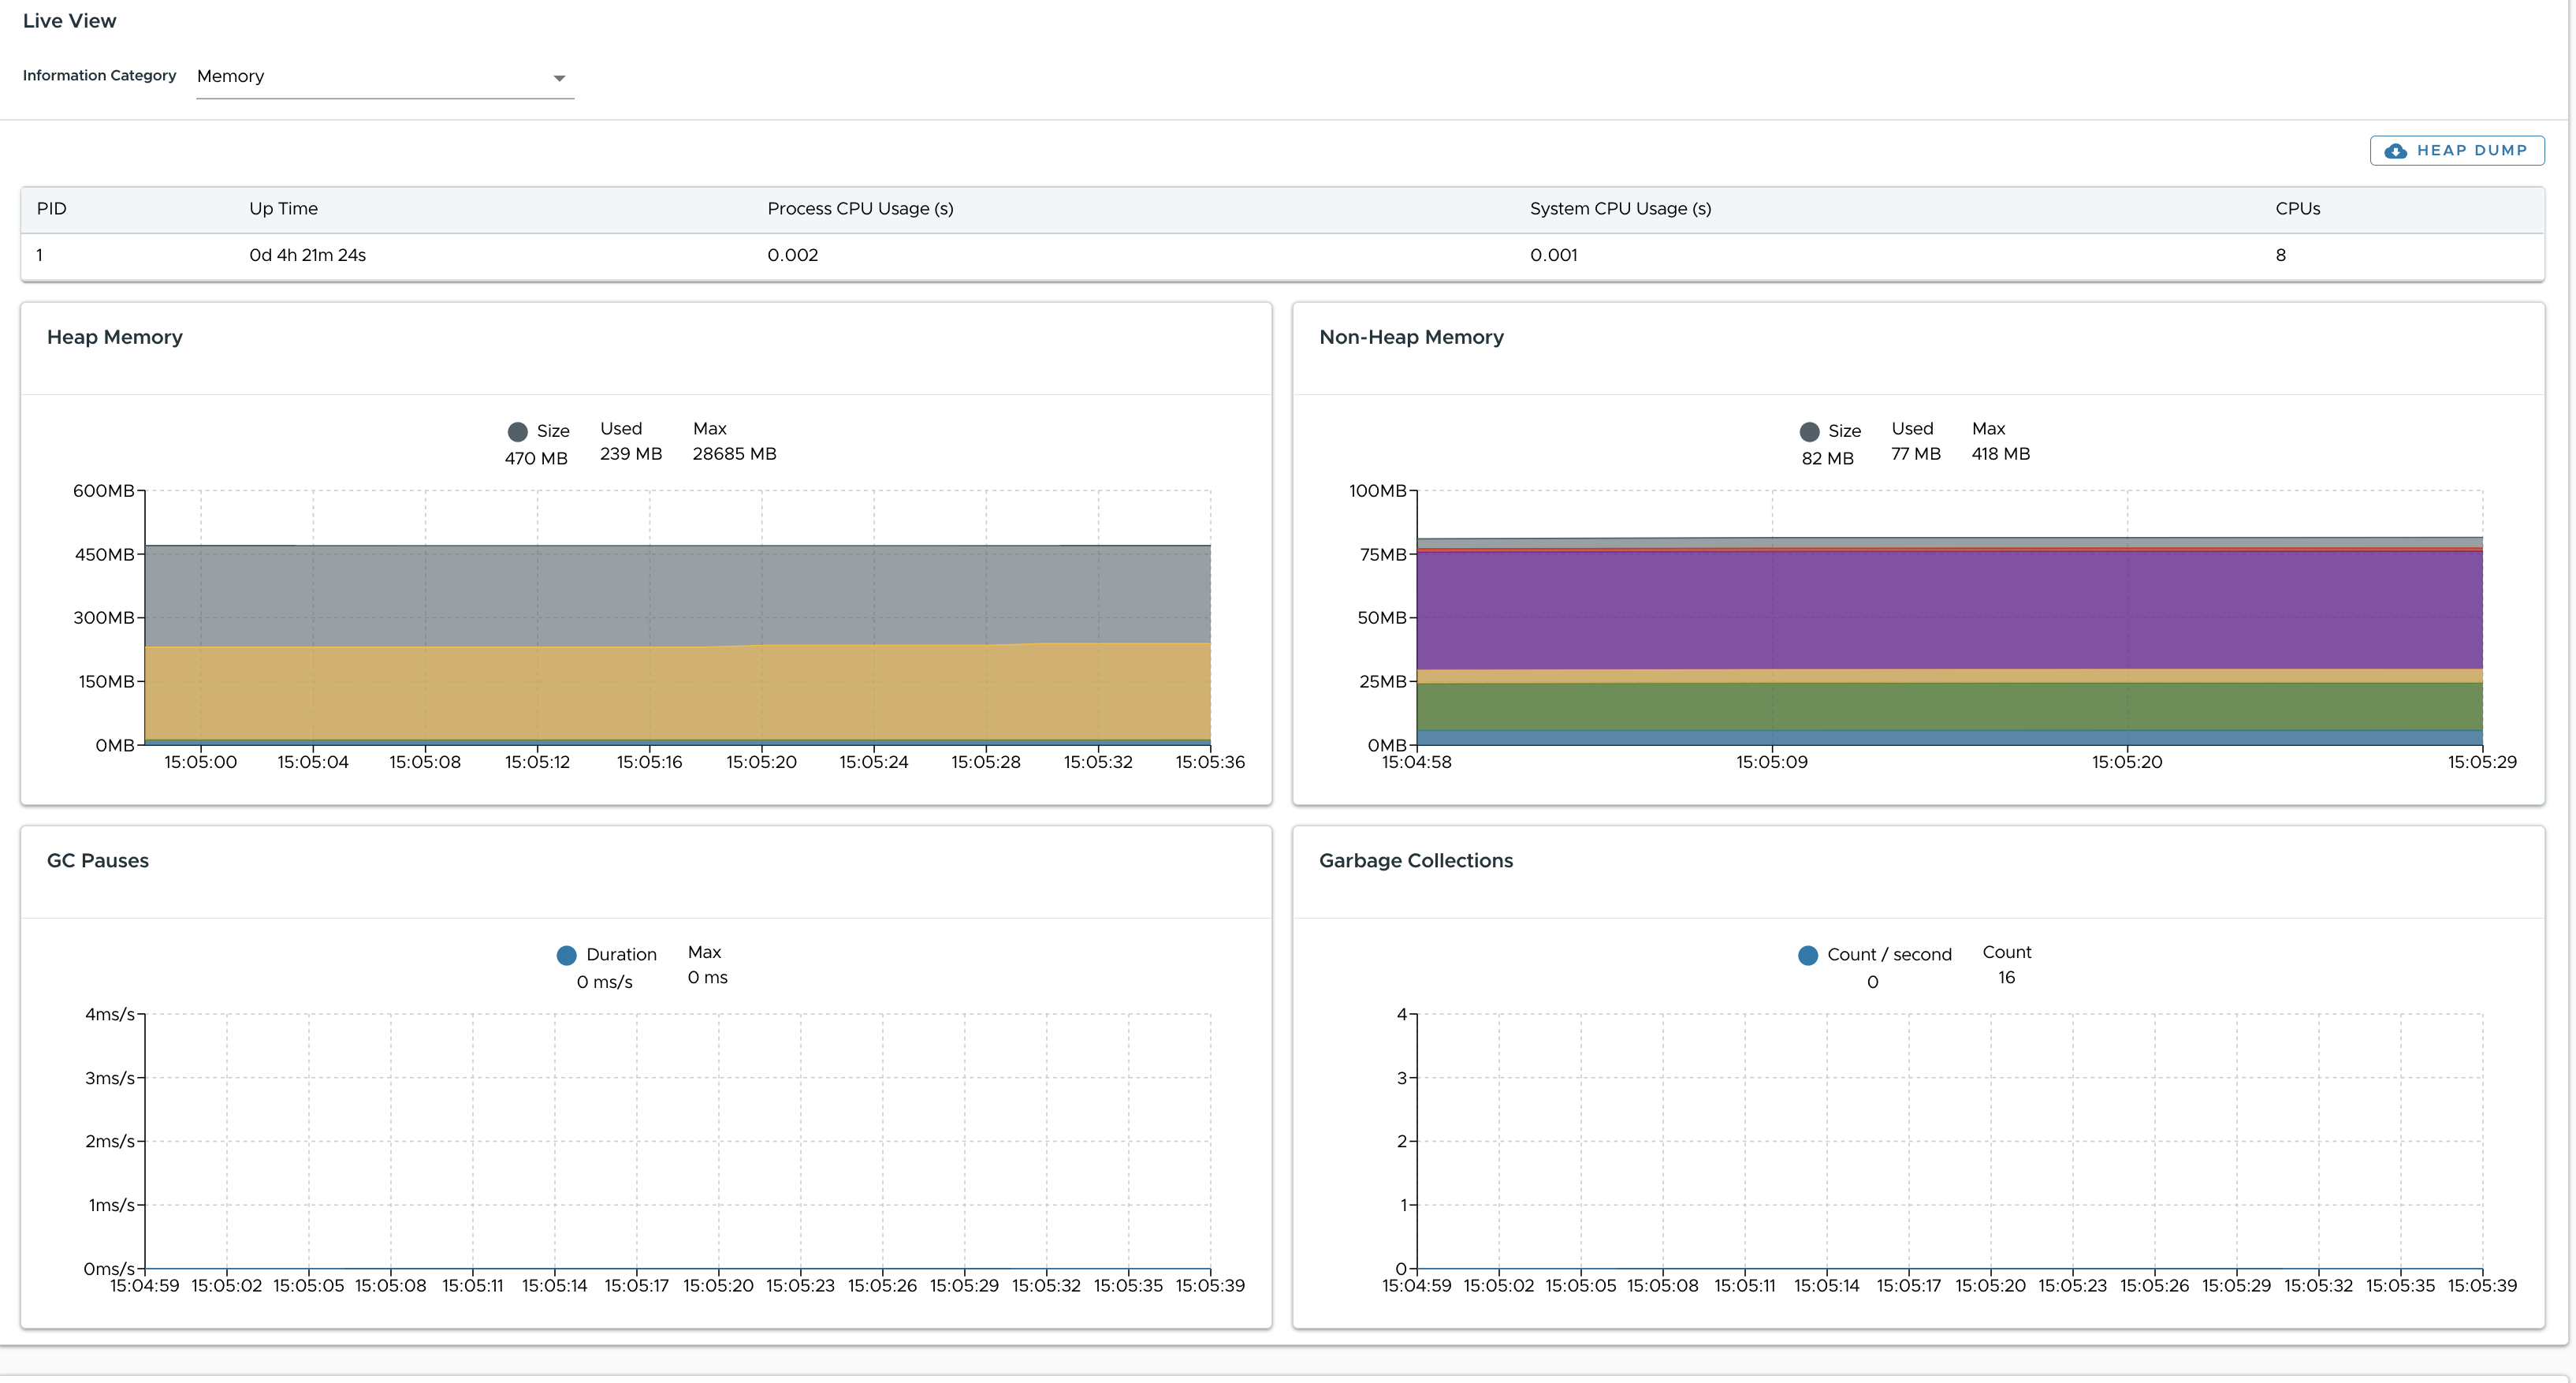 Live View
Information Category Memory
HEAP DUMP
PID Up Time Process CPU Usage (s) System CPU Usage (s) CPUs
1 0d 4h 21m 24s 0.002 0.001 8
Heap Memory
Size Used Max
470 MB 239 MB 28685 MB
600MB
450MB
300MB
150MB
0MB
15:05:00 15:05:04 15:05:08 15:05:12 15:05:16 15:05:20 15:05:24 15:05:28 15:05:32 15:05:36
Non-Heap Memory
Size Used Max
82 MB 77 MB 418 MB
100MB
75MB
50MB
25MB
0MB
15:04:58 15:05:09 15:05:20 15:05:29
GC Pauses
Duration Max
0 ms/s 0 ms
4ms/s
3ms/s
2ms/s
1ms/s
0ms/s
15:04:59 15:05:02 15:05:05 15:05:08 15:05:11 15:05:14 15:05:17 15:05:20 15:05:23 15:05:26 15:05:29 15:05:32 15:05:35 15:05:39
Garbage Collections
Count / second Count
0 16
4
3
2
1
0
15:04:59 15:05:02 15:05:05 15:05:08 15:05:11 15:05:14 15:05:17 15:05:20 15:05:23 15:05:26 15:05:29 15:05:32 15:05:35 15:05:39